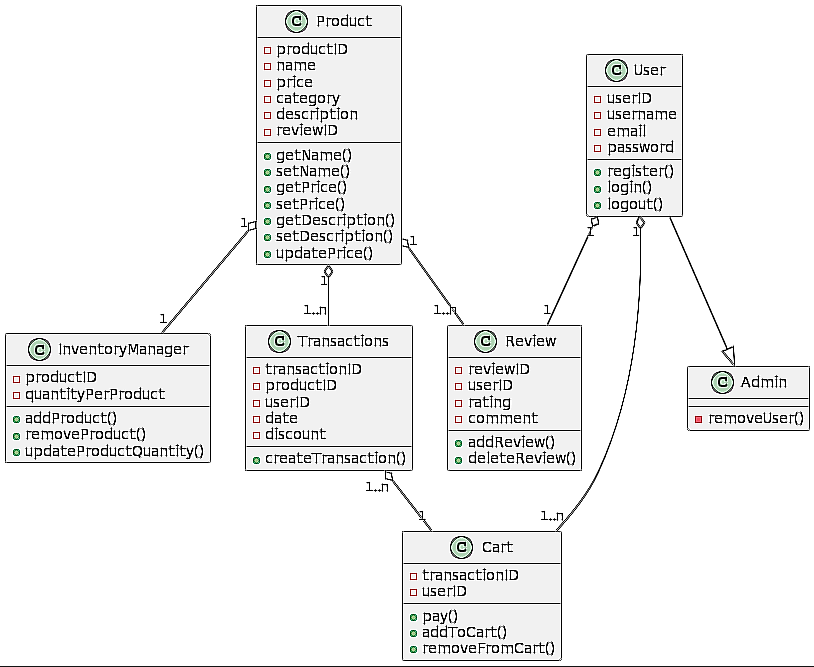 C Product
productID
name
price
category
description
reviewID
getName()
setName()
getPrice()
setPrice()
getDescription()
setDescription()
updatePrice()
C User
userID
username
email
password
register()
login()
logout()
1
1
1
1
1
1
1..n
1..n
1
C InventoryManager
productID
quantityPerProduct
addProduct()
removeProduct()
updateProductQuantity()
C Transactions
transactionID
productID
userID
date
discount
createTransaction()
C Review
reviewID
userID
rating
comment
addReview()
deleteReview()
C Admin
removeUser()
1..n
1
1..n
C Cart
transactionID
userID
pay()
addToCart()
removeFromCart()